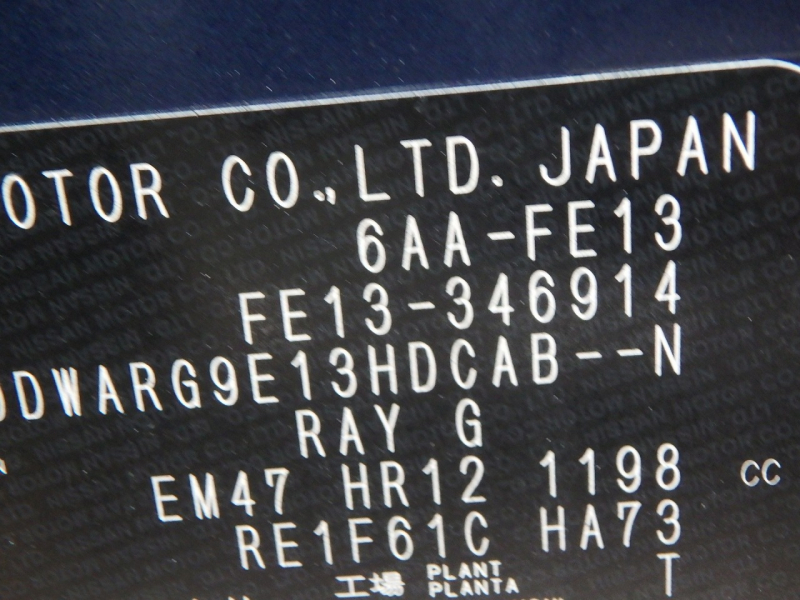 OTOR CO.,LTD. JAPAN
6AA-FE13
FE13-346914
DWARG9E13HDCAB--N
RAY G
EM47 HR12 1198 CC
RE1F61C HA73
工場 PLANT PLANTA T